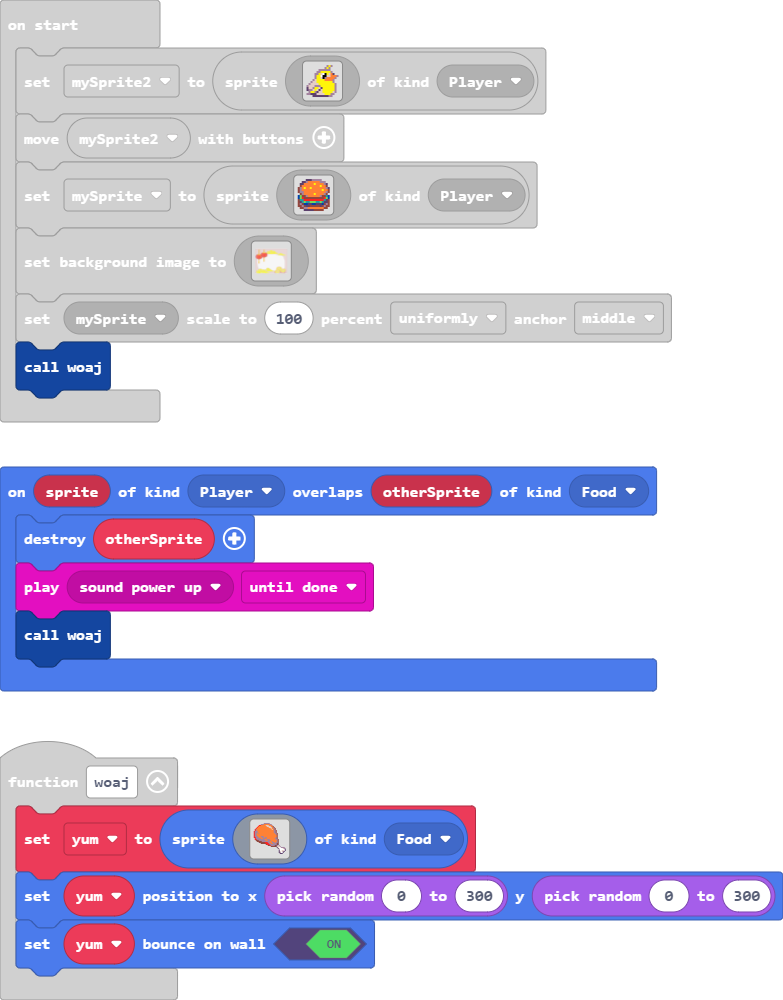 on start
set mySprite2 to sprite of kind Player
move mySprite2 with buttons
set mySprite to sprite of kind Player
set background image to
set mySprite scale to 100 percent uniformly anchor middle
call woaj
on sprite of kind Player overlaps otherSprite of kind Food
destroy otherSprite
play sound power up until done
call woaj
function woaj
set yum to sprite of kind Food
set yum position to x pick random 0 to 300 y pick random 0 to 300
set yum bounce on wall ON